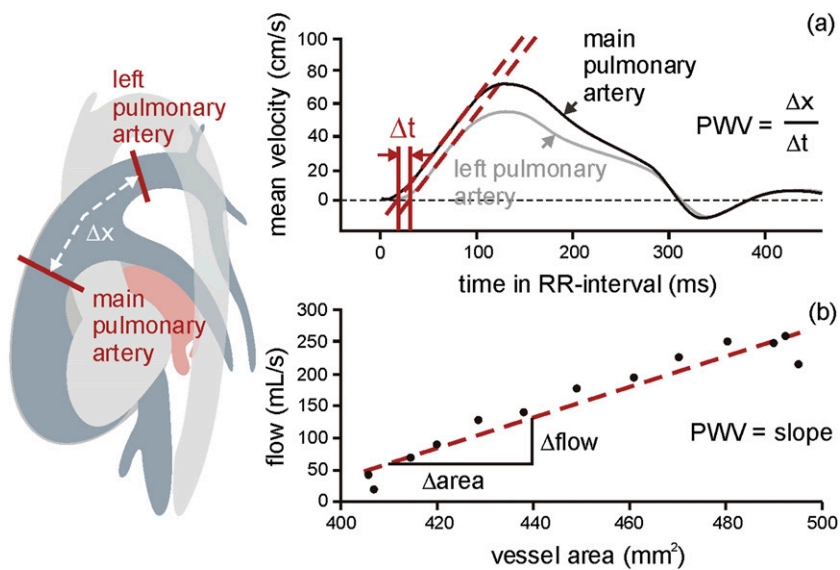 left
pulmonary
artery
Δx
main
pulmonary
artery
(a)
mean velocity (cm/s)
100
80
60
40
20
0
Δt
main
pulmonary
artery
left pulmonary
artery
PWV = Δx
Δt
0 100 200 300 400
time in RR-interval (ms)
(b)
flow (mL/s)
300
250
200
150
100
50
0
Δflow
Δarea
PWV = slope
400 420 440 460 480 500
vessel area (mm²)